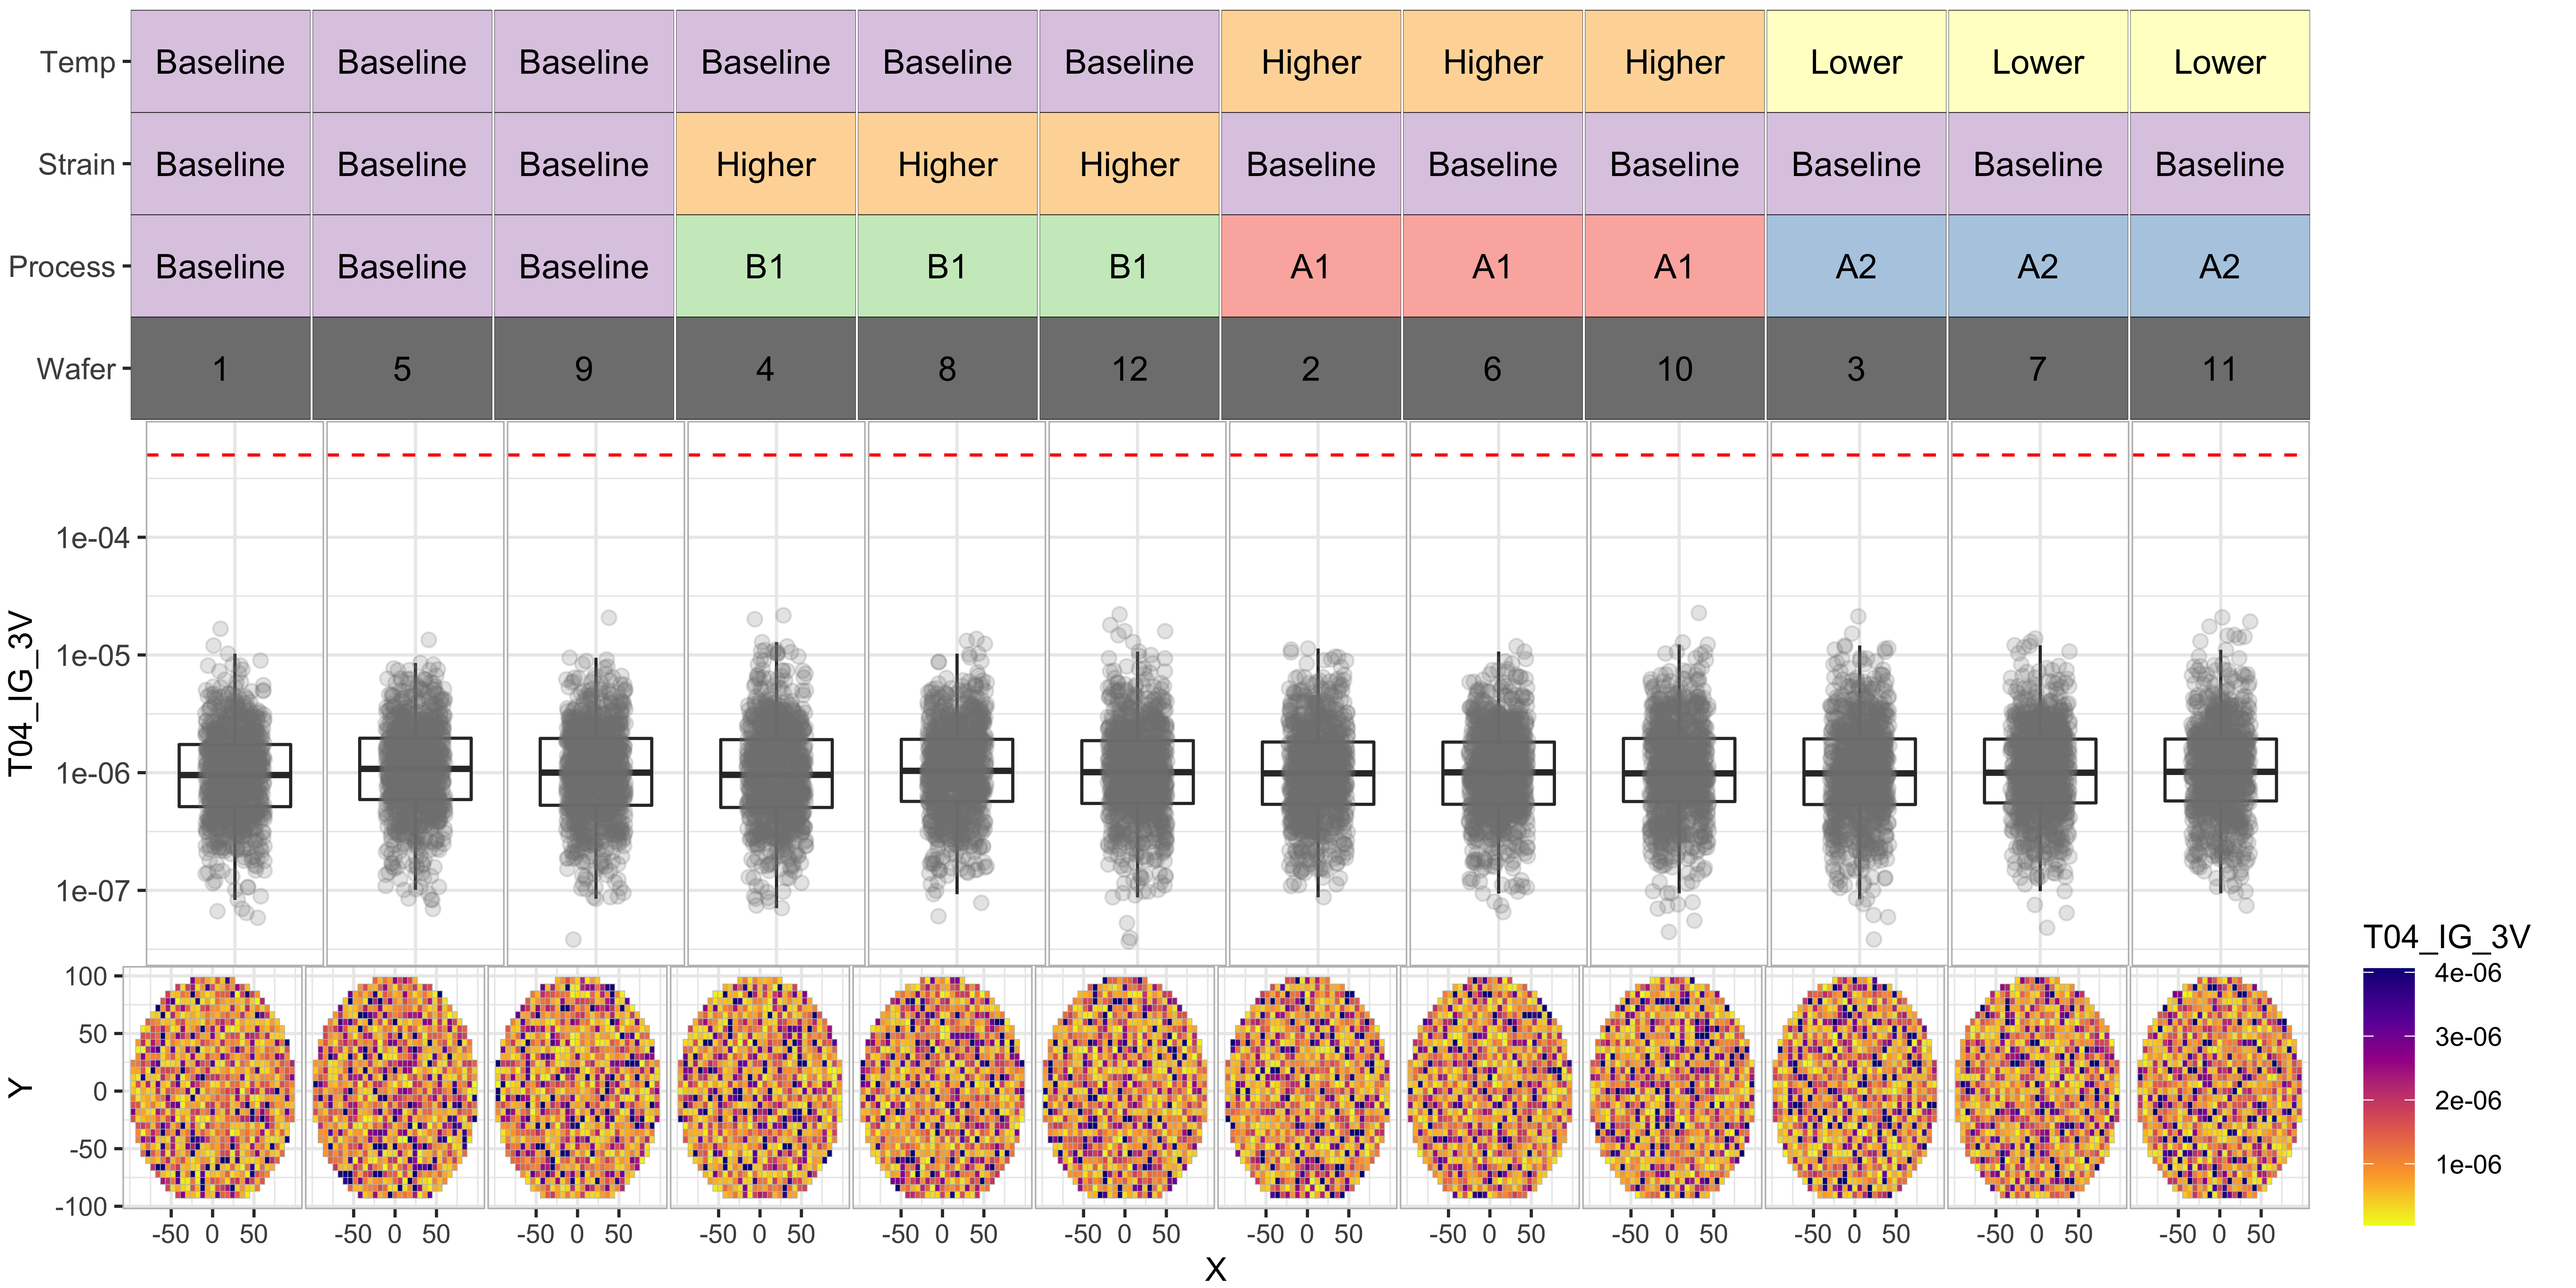 Temp Baseline Baseline Baseline Baseline Baseline Baseline Higher Higher Higher Lower Lower Lower
Strain Baseline Baseline Baseline Higher Higher Higher Baseline Baseline Baseline Baseline Baseline Baseline
Process Baseline Baseline Baseline B1 B1 B1 A1 A1 A1 A2 A2 A2
Wafer 1 5 9 4 8 12 2 6 10 3 7 11
T04_IG_3V
1e-04
1e-05
1e-06
1e-07
Y
100
50
0
-50
-100
-50 0 50 -50 0 50 -50 0 50 -50 0 50 -50 0 50 -50 0 50 -50 0 50 -50 0 50 -50 0 50 -50 0 50 -50 0 50 -50 0 50
X
T04_IG_3V
4e-06
3e-06
2e-06
1e-06